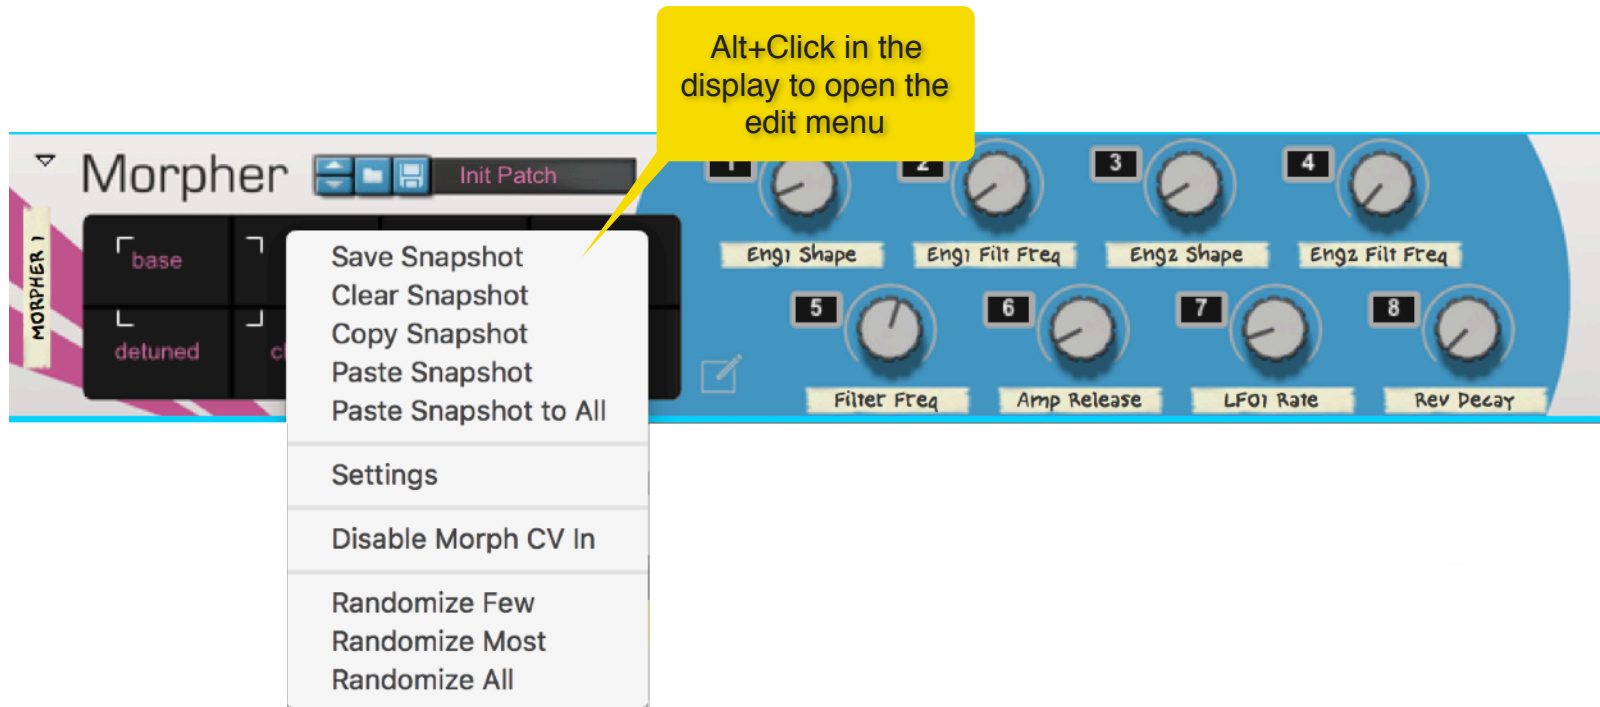 Alt+Click in the
display to open the
edit menu
Morpher
Init Patch
MORPHER 1
base
detuned
Save Snapshot
Clear Snapshot
Copy Snapshot
Paste Snapshot
Paste Snapshot to All
Settings
Disable Morph CV In
Randomize Few
Randomize Most
Randomize All
1 2 3 4
Eng1 Shape Eng1 Filt Freq Eng2 Shape Eng2 Filt Freq
5 6 7 8
Filter Freq Amp Release LFO1 Rate Rev Decay